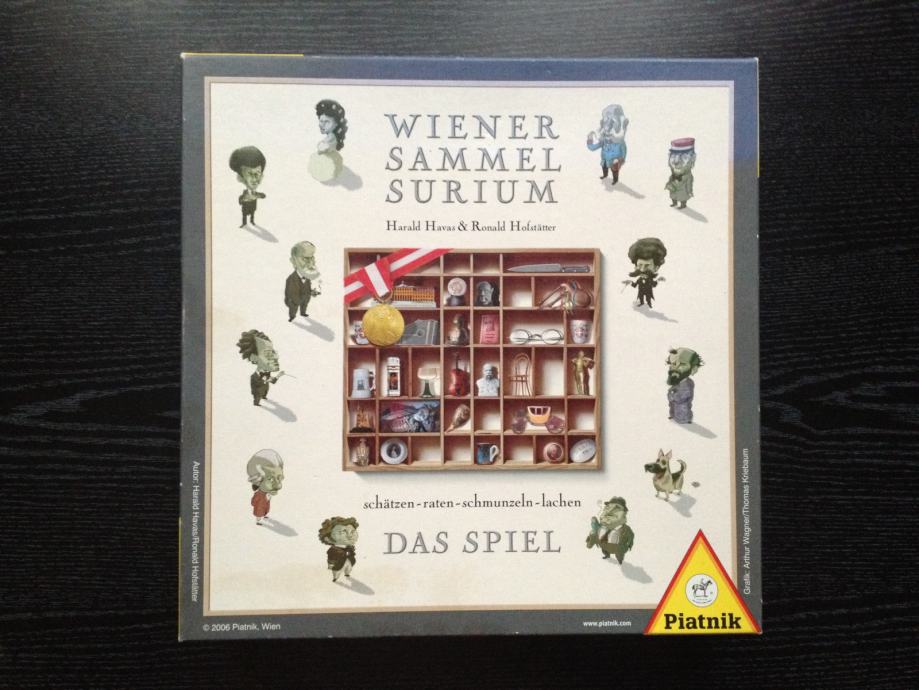 WIENER
SAMMEL
SURIUM
Harald Havas & Ronald Hofstätter
schätzen-raten-schmunzeln-lachen
DAS SPIEL
Autor: Harald Havas/Ronald Hofstätter
Grafik: Arthur Wagner/Thomas Kriebaum
© 2006 Piatnik, Wien
www.piatnik.com
Piatnik